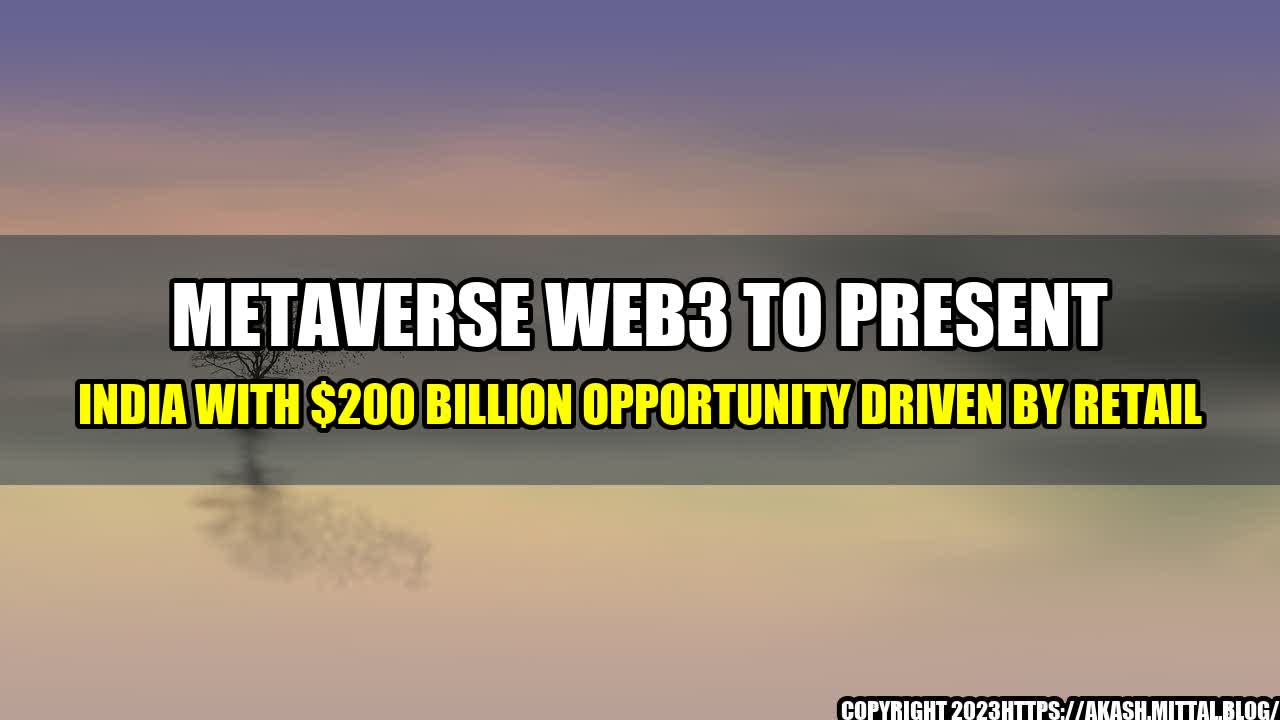 METAVERSE WEB3 TO PRESENT
INDIA WITH $200 BILLION OPPORTUNITY DRIVEN BY RETAIL
COPYRIGHT 2023HTTPS://AKASH.MITTAL.BLOG/